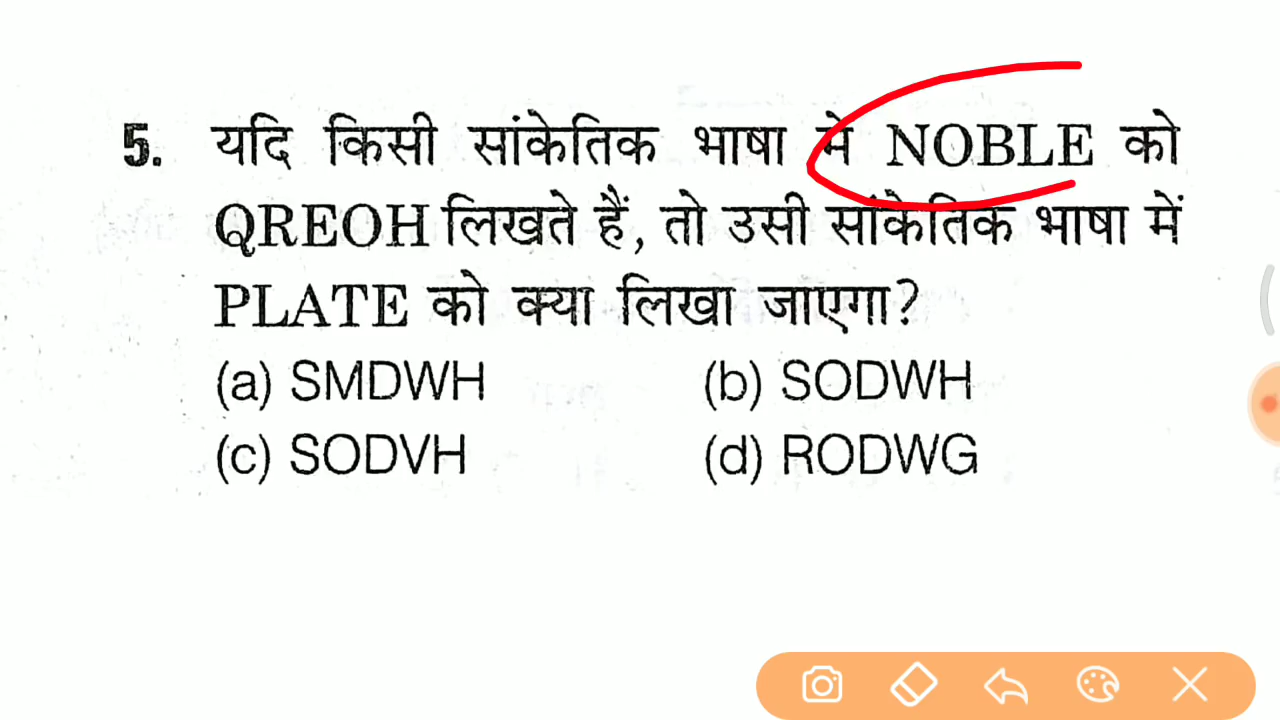 5. यदि किसी सांकेतिक भाषा मे NOBLE को
QREOH लिखते हैं, तो उसी सांकेतिक भाषा में
PLATE को क्या लिखा जाएगा?
(a) SMDWH (b) SODWH
(c) SODVH (d) RODWG